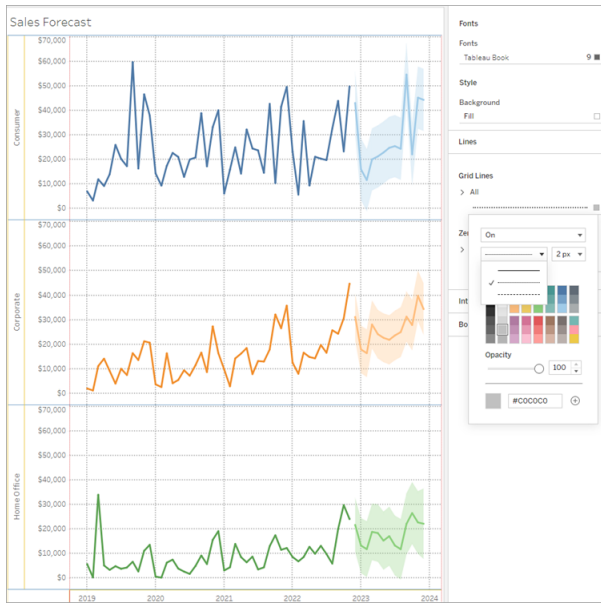 Sales Forecast
Consumer
$70,000
$60,000
$50,000
$40,000
$30,000
$20,000
$10,000
$0
Corporate
$70,000
$60,000
$50,000
$40,000
$30,000
$20,000
$10,000
$0
Home Office
$70,000
$60,000
$50,000
$40,000
$30,000
$20,000
$10,000
$0
2019 2020 2021 2022 2023 2024
Fonts
Fonts
Tableau Book 9
Style
Background
Fill
Lines
Grid Lines
All
On
2 px
Opacity
100
#C0C0C0